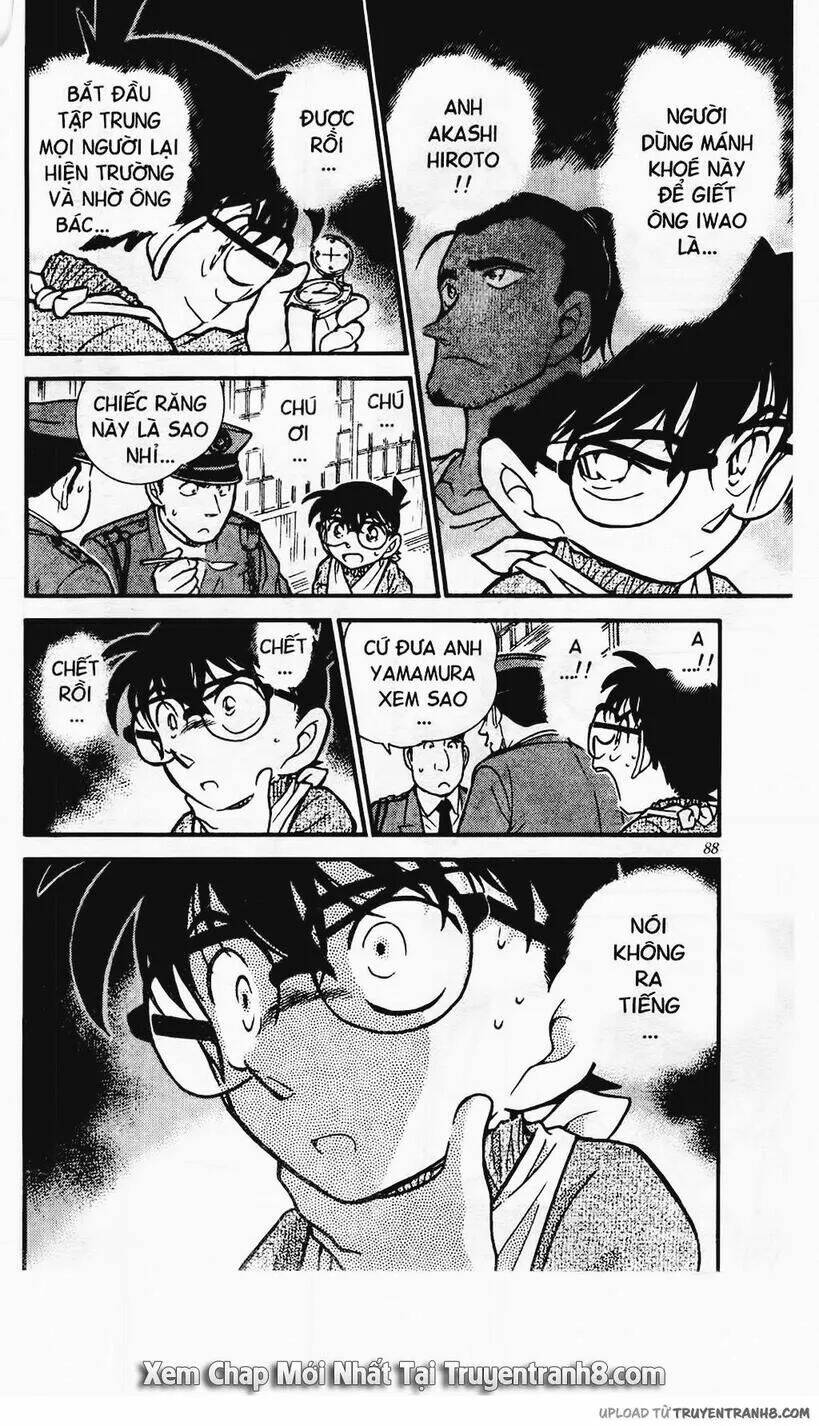 NGƯỜI
DÙNG MÁNH
KHOÉ NÀY
ĐỂ GIẾT
ÔNG IWAO
LÀ...
ANH
AKASHI
HIROTO
!!
ĐƯỢC
RỒI
...
BẮT ĐẦU
TẬP TRUNG
MỌI NGƯỜI LẠI
HIỆN TRƯỜNG
VÀ NHỜ ÔNG
BÁC...
CHÚ
...
CHÚ
ƠI
...
CHIẾC RĂNG
NÀY LÀ SAO
NHỈ...
A
...!!
A
...!!
CỨ ĐƯA ANH
YAMAMURA
XEM SAO
...
CHẾT
...
CHẾT
RỒI
...
88
NÓI
KHÔNG
RA
TIẾNG
...
Xem Chap Mới Nhất Tại Truyentranh8.com
UPLOAD TỪ TRUYENTRANH8.COM